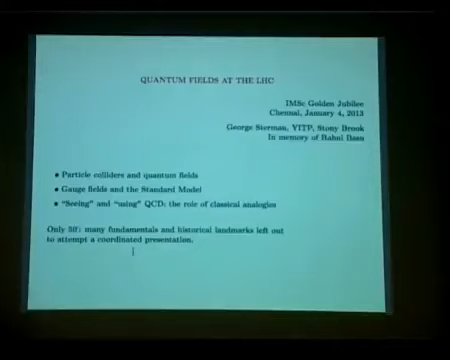 QUANTUM FIELDS AT THE LHC
IMSc Golden Jubilee
Chennai, January 4, 2013
George Sterman, YITP, Stony Brook
In memory of Rahul Basu
• Particle colliders and quantum fields
• Gauge fields and the Standard Model
• "Seeing" and "using" QCD: the role of classical analogies
Only 50': many fundamentals and historical landmarks left out
to attempt a coordinated presentation.